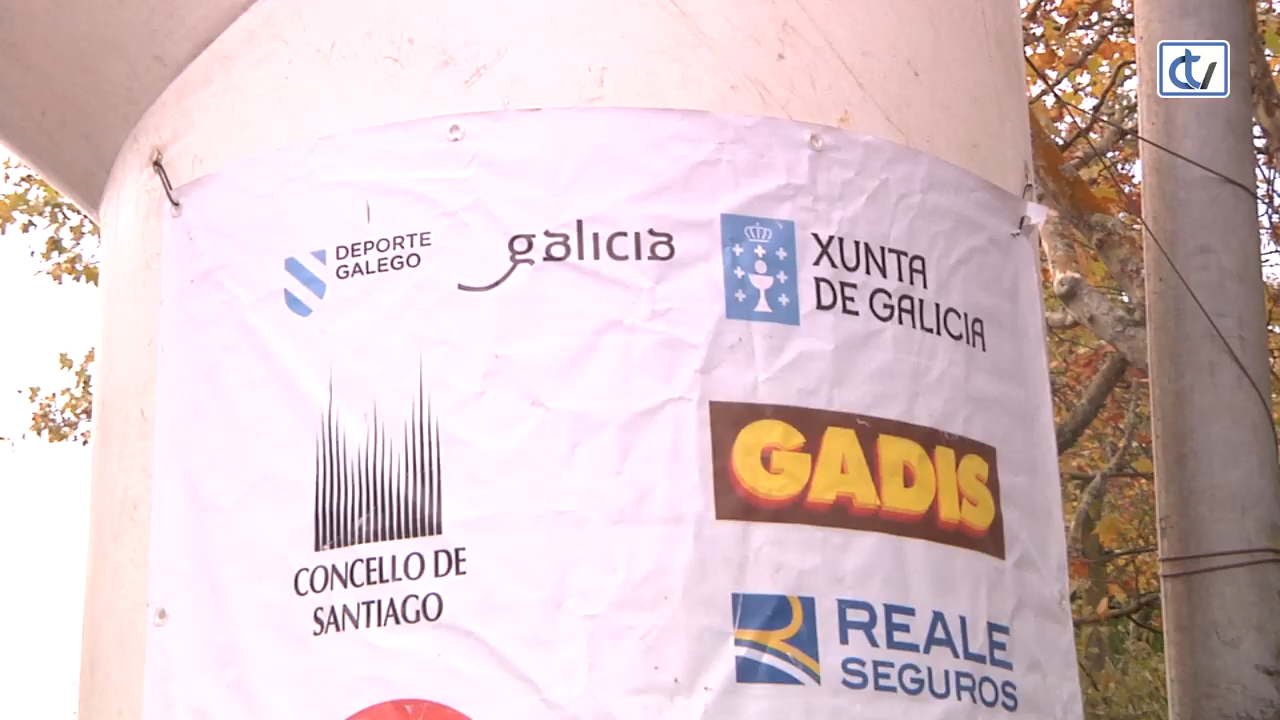 DEPORTE
GALEGO
galicia
XUNTA
DE GALICIA
CONCELLO DE
SANTIAGO
GADIS
REALE
SEGUROS